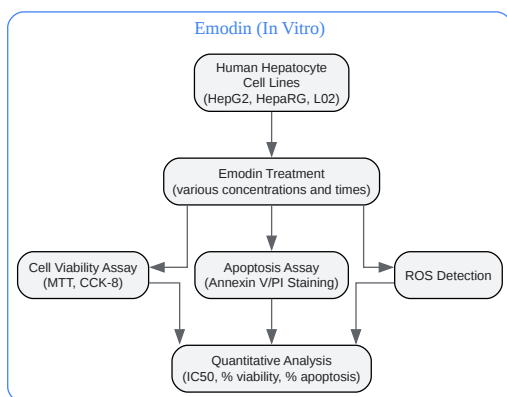 Emodin (In Vitro)
Human Hepatocyte
Cell Lines
(HepG2, HepaRG, L02)
Emodin Treatment
(various concentrations and times)
Cell Viability Assay
(MTT, CCK-8)
Apoptosis Assay
(Annexin V/PI Staining)
ROS Detection
Quantitative Analysis
(IC50, % viability, % apoptosis)